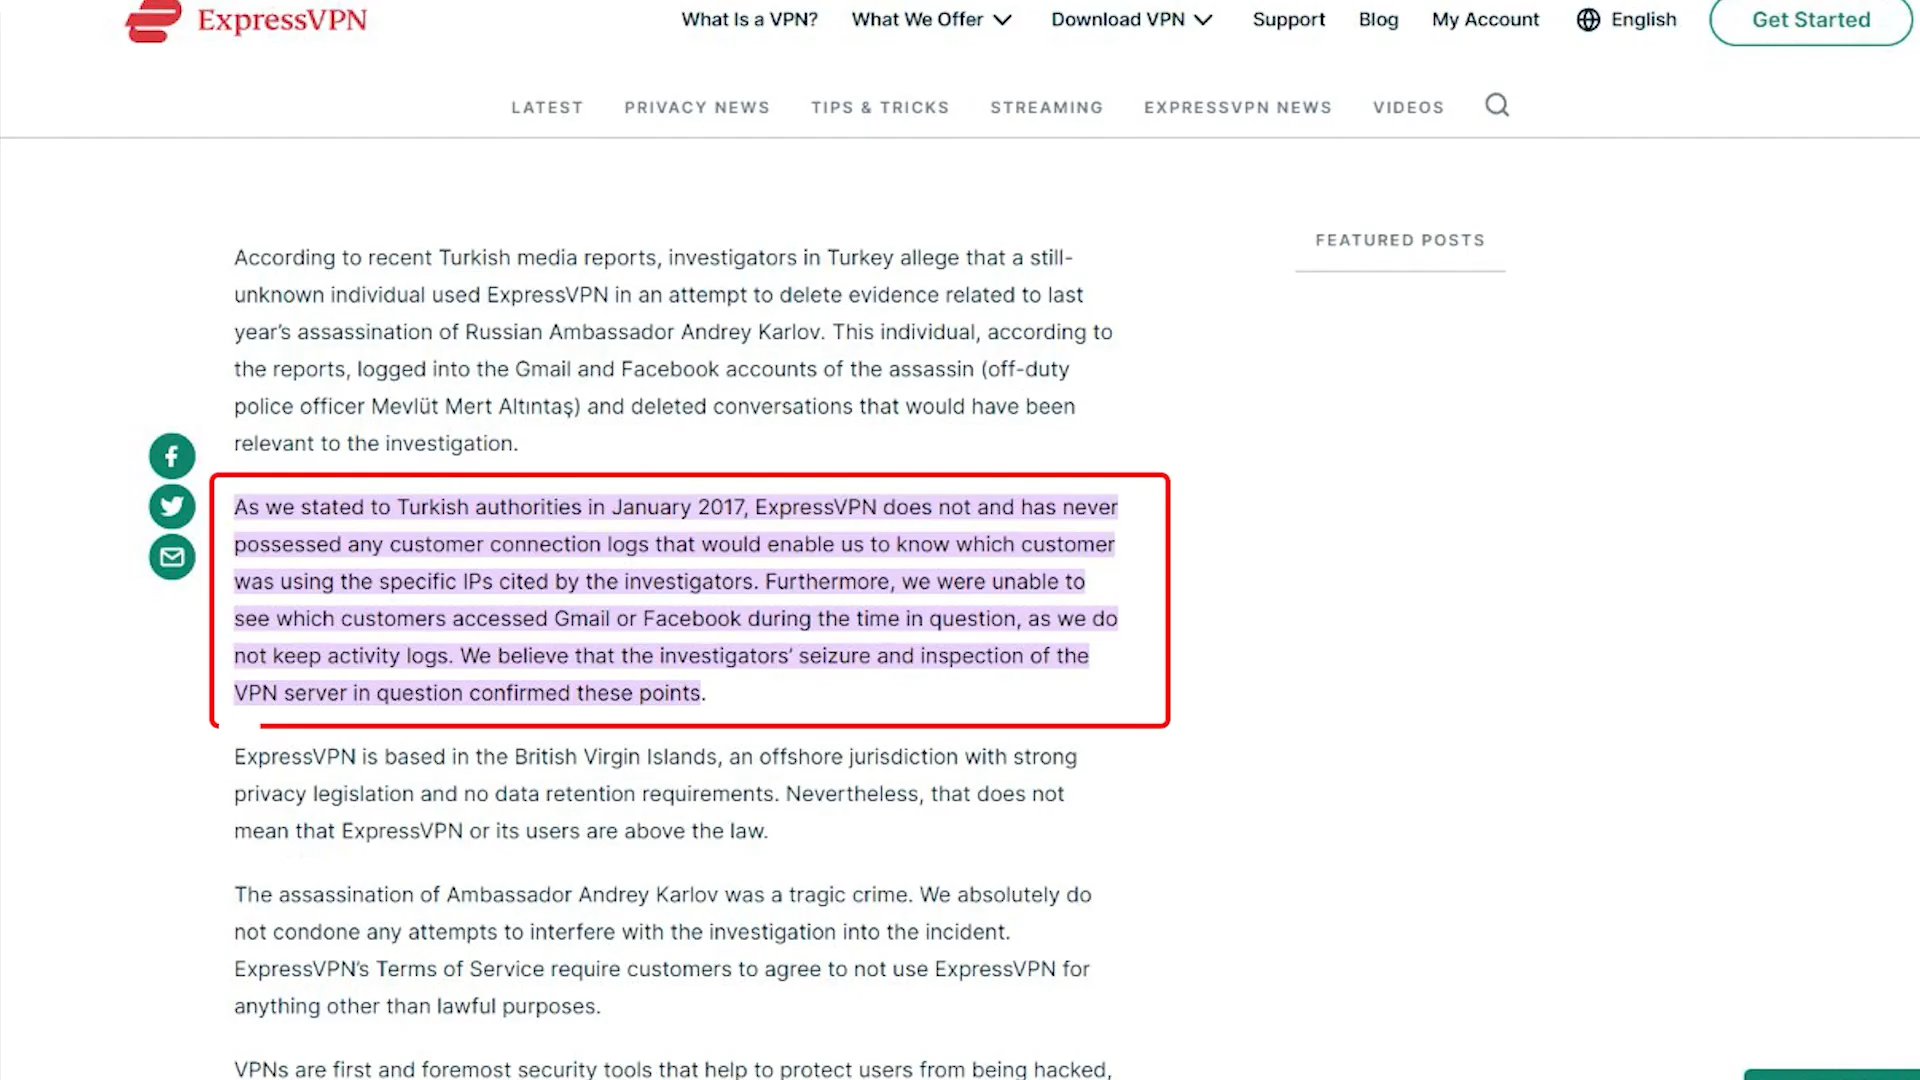 ExpressVPN
What Is a VPN? What We Offer Download VPN Support Blog My Account English Get Started
LATEST PRIVACY NEWS TIPS & TRICKS STREAMING EXPRESSVPN NEWS VIDEOS
FEATURED POSTS
According to recent Turkish media reports, investigators in Turkey allege that a still-
unknown individual used ExpressVPN in an attempt to delete evidence related to last
year’s assassination of Russian Ambassador Andrey Karlov. This individual, according to
the reports, logged into the Gmail and Facebook accounts of the assassin (off-duty
police officer Mevlüt Mert Altıntaş) and deleted conversations that would have been
relevant to the investigation.
As we stated to Turkish authorities in January 2017, ExpressVPN does not and has never
possessed any customer connection logs that would enable us to know which customer
was using the specific IPs cited by the investigators. Furthermore, we were unable to
see which customers accessed Gmail or Facebook during the time in question, as we do
not keep activity logs. We believe that the investigators’ seizure and inspection of the
VPN server in question confirmed these points.
ExpressVPN is based in the British Virgin Islands, an offshore jurisdiction with strong
privacy legislation and no data retention requirements. Nevertheless, that does not
mean that ExpressVPN or its users are above the law.
The assassination of Ambassador Andrey Karlov was a tragic crime. We absolutely do
not condone any attempts to interfere with the investigation into the incident.
ExpressVPN’s Terms of Service require customers to agree to not use ExpressVPN for
anything other than lawful purposes.
VPNs are first and foremost security tools that help to protect users from being hacked,